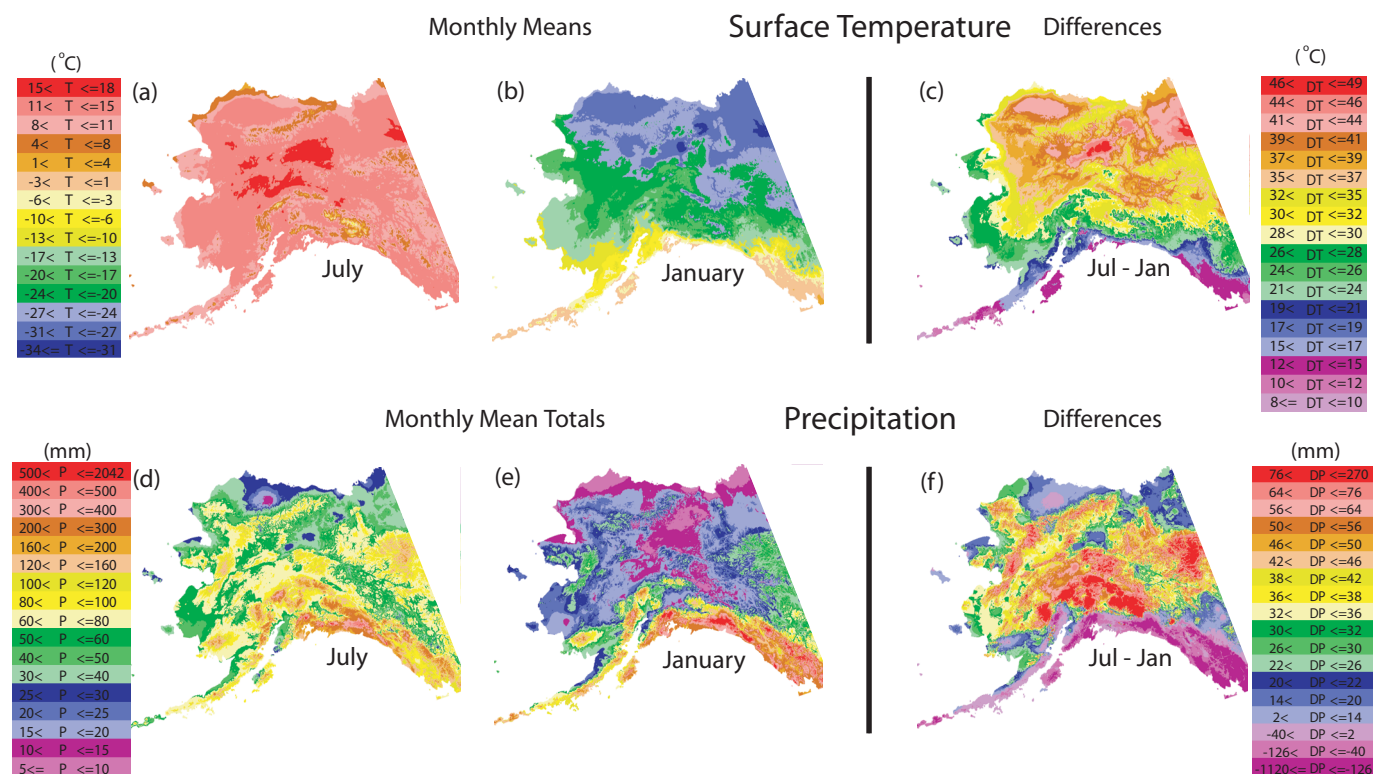 Monthly Means
Surface Temperature
Differences
(°C)
15< T <=18
11< T <=15
8< T <=11
4< T <=8
1< T <=4
-3< T <=1
-6< T <=-3
-10< T <=-6
-13< T <=-10
-17< T <=-13
-20< T <=-17
-24< T <=-20
-27< T <=-24
-31< T <=-27
-34<= T <=-31
(a)
July
(b)
January
(c)
Jul - Jan
(°C)
46< DT <=49
44< DT <=46
41< DT <=44
39< DT <=41
37< DT <=39
35< DT <=37
32< DT <=35
30< DT <=32
28< DT <=30
26< DT <=28
24< DT <=26
21< DT <=24
19< DT <=21
17< DT <=19
15< DT <=17
12< DT <=15
10< DT <=12
8<= DT <=10
Monthly Mean Totals
Precipitation
Differences
(mm)
500< P <=2042
400< P <=500
300< P <=400
200< P <=300
160< P <=200
120< P <=160
100< P <=120
80< P <=100
60< P <=80
50< P <=60
40< P <=50
30< P <=40
25< P <=30
20< P <=25
15< P <=20
10< P <=15
5<= P <=10
(d)
July
(e)
January
(f)
Jul - Jan
(mm)
76< DP <=270
64< DP <=76
56< DP <=64
50< DP <=56
46< DP <=50
42< DP <=46
38< DP <=42
36< DP <=38
32< DP <=36
30< DP <=32
26< DP <=30
22< DP <=26
20< DP <=22
14< DP <=20
2< DP <=14
-40< DP <=2
-126< DP <=-40
-1120<= DP <=-126